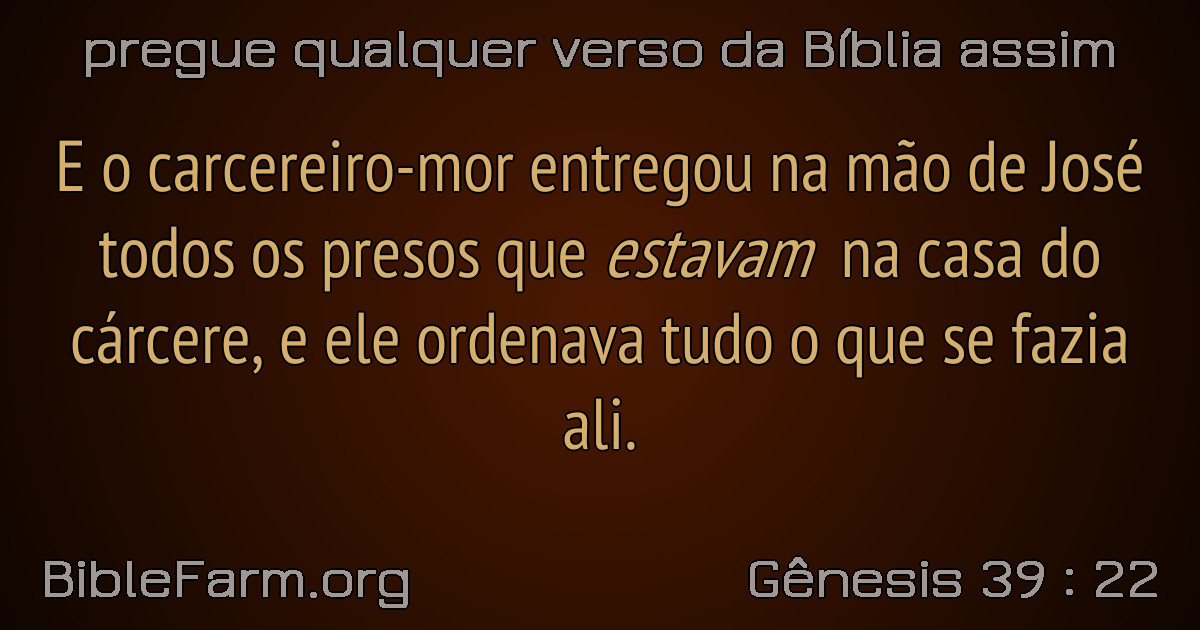 pregue qualquer verso da Bíblia assim
E o carcereiro-mor entregou na mão de José
todos os presos que estavam na casa do
cárcere, e ele ordenava tudo o que se fazia
ali.
BibleFarm.org
Gênesis 39 : 22